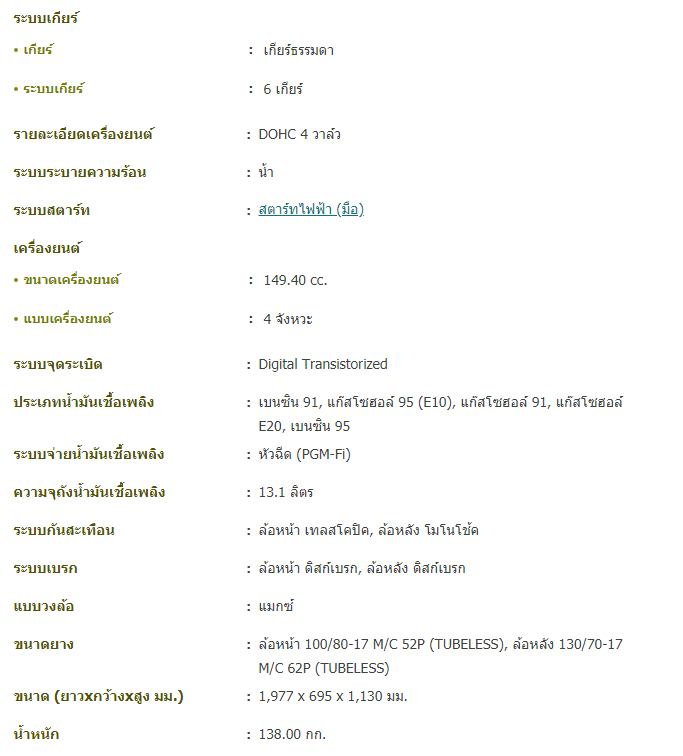 ระบบเกียร์
• เกียร์ : เกียร์ธรรมดา
• ระบบเกียร์ : 6 เกียร์
รายละเอียดเครื่องยนต์ : DOHC 4 วาล์ว
ระบบระบายความร้อน : น้ำ
ระบบสตาร์ท : สตาร์ทไฟฟ้า (มือ)
เครื่องยนต์
• ขนาดเครื่องยนต์ : 149.40 cc.
• แบบเครื่องยนต์ : 4 จังหวะ
ระบบจุดระเบิด : Digital Transistorized
ประเภทน้ำมันเชื้อเพลิง : เบนซิน 91, แก๊สโซฮอล์ 95 (E10), แก๊สโซฮอล์ 91, แก๊สโซฮอล์
E20, เบนซิน 95
ระบบจ่ายน้ำมันเชื้อเพลิง : หัวฉีด (PGM-Fi)
ความจุถังน้ำมันเชื้อเพลิง : 13.1 ลิตร
ระบบกันสะเทือน : ล้อหน้า เทลสโคปิค, ล้อหลัง โมโนโช้ค
ระบบเบรก : ล้อหน้า ดิสก์เบรก, ล้อหลัง ดิสก์เบรก
แบบวงล้อ : แมกซ์
ขนาดยาง : ล้อหน้า 100/80-17 M/C 52P (TUBELESS), ล้อหลัง 130/70-17
M/C 62P (TUBELESS)
ขนาด (ยาวxกว้างxสูง มม.) : 1,977 x 695 x 1,130 มม.
น้ำหนัก : 138.00 กก.